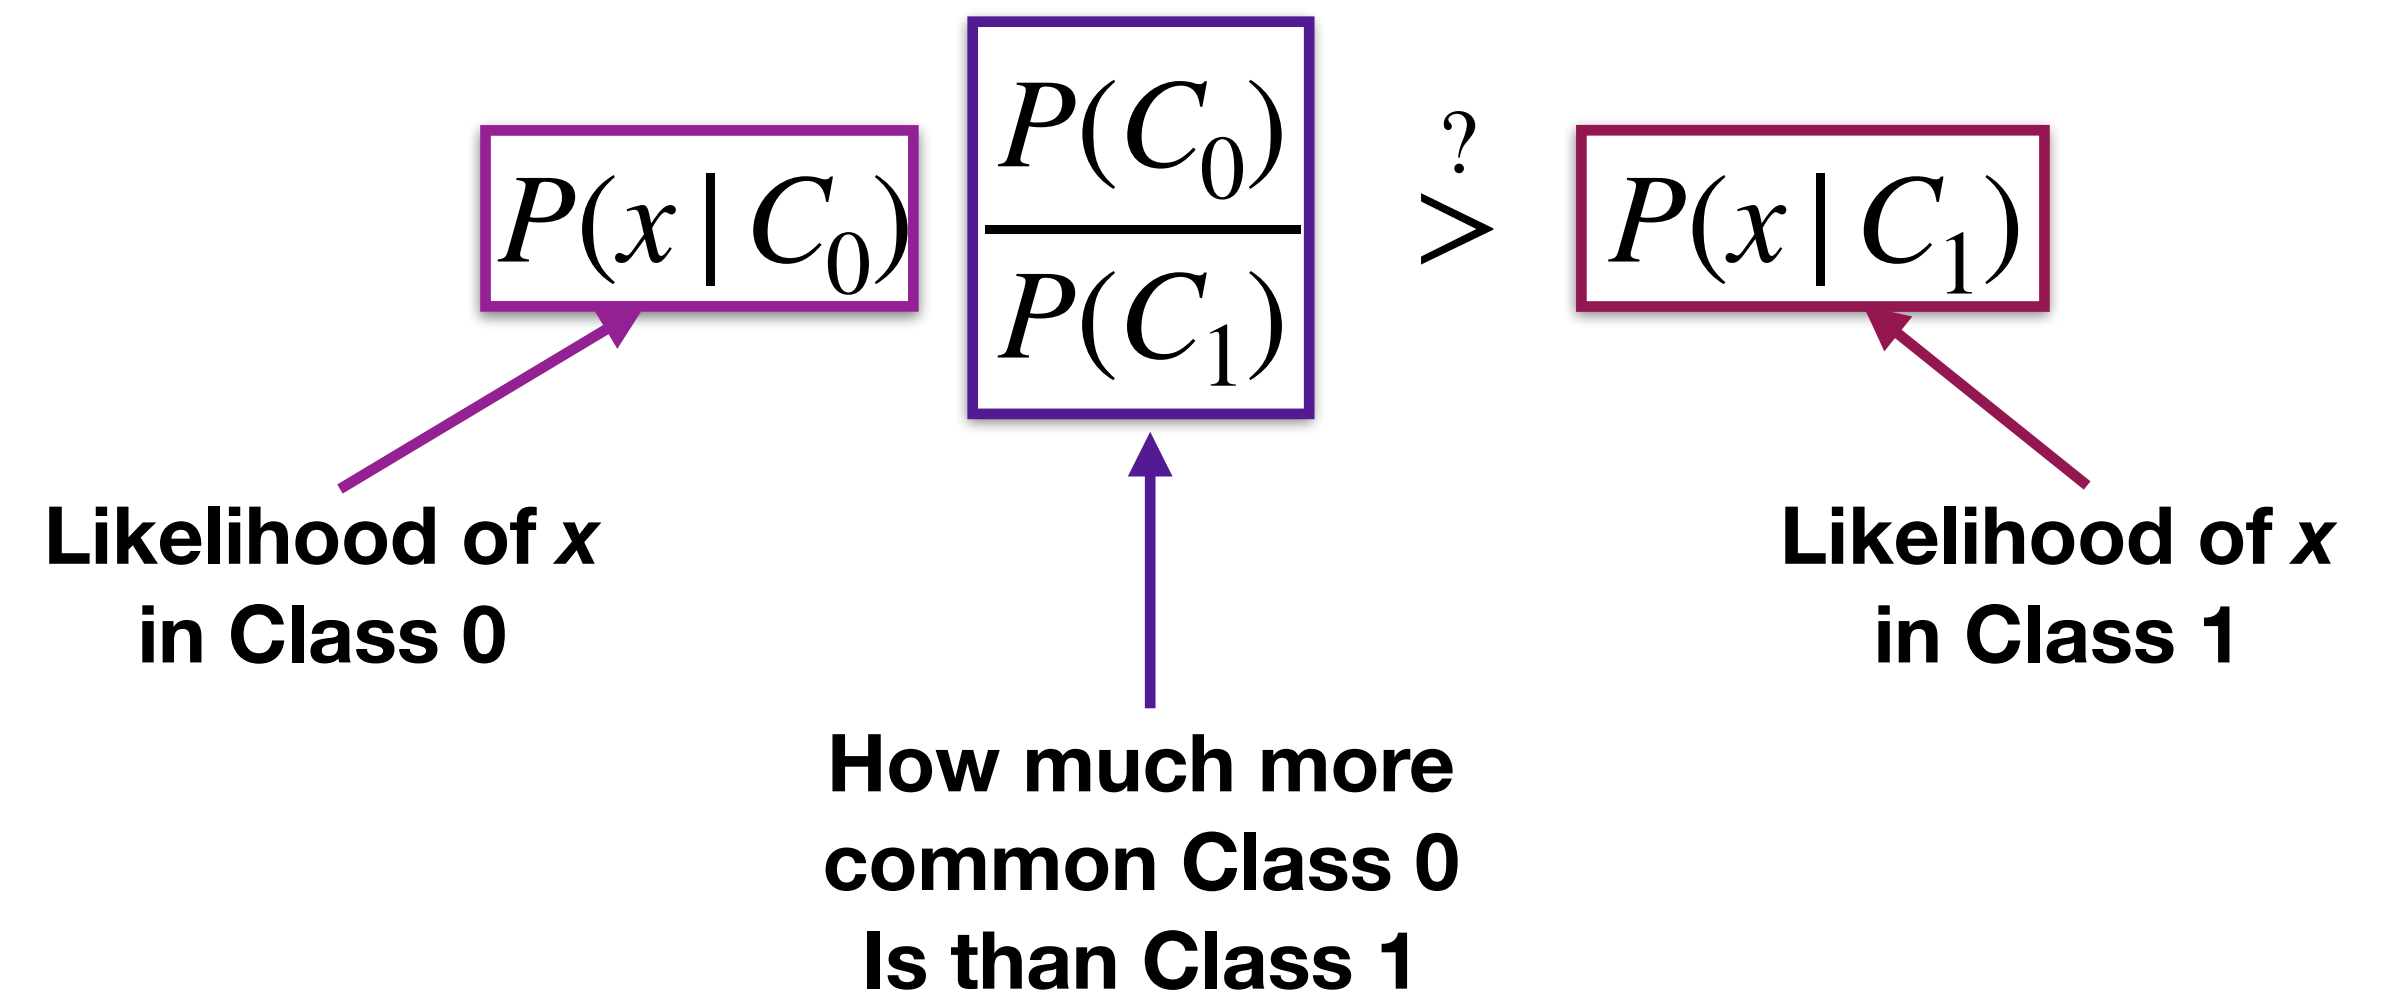 P(x | C₀) P(C₀) / P(C₁) >^? P(x | C₁)
Likelihood of x
in Class 0
Likelihood of x
in Class 1
How much more
common Class 0
Is than Class 1